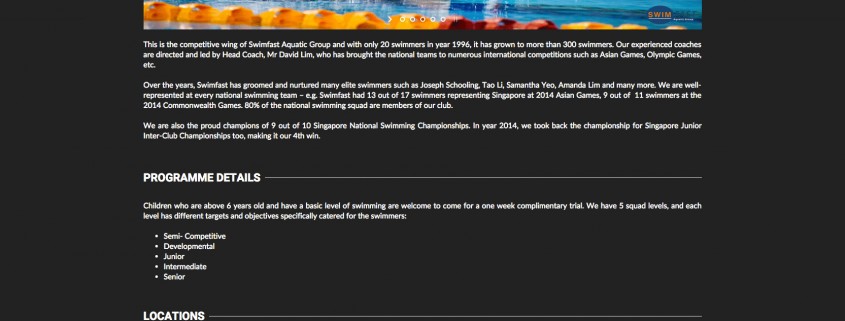 SWIM
This is the competitive wing of Swimfast Aquatic Group and with only 20 swimmers in year 1996, it has grown to more than 300 swimmers. Our experienced coaches
are directed and led by Head Coach, Mr David Lim, who has brought the national teams to numerous international competitions such as Asian Games, Olympic Games,
etc.
Over the years, Swimfast has groomed and nurtured many elite swimmers such as Joseph Schooling, Tao Li, Samantha Yeo, Amanda Lim and many more. We are well-
represented at every national swimming team – e.g. Swimfast had 13 out of 17 swimmers representing Singapore at 2014 Asian Games, 9 out of 11 swimmers at the
2014 Commonwealth Games. 80% of the national swimming squad are members of our club.
We are also the proud champions of 9 out of 10 Singapore National Swimming Championships. In year 2014, we took back the championship for Singapore Junior
Inter-Club Championships too, making it our 4th win.
PROGRAMME DETAILS
Children who are above 6 years old and have a basic level of swimming are welcome to come for a one week complimentary trial. We have 5 squad levels, and each
level has different targets and objectives specifically catered for the swimmers:
• Semi- Competitive
• Developmental
• Junior
• Intermediate
• Senior
LOCATIONS